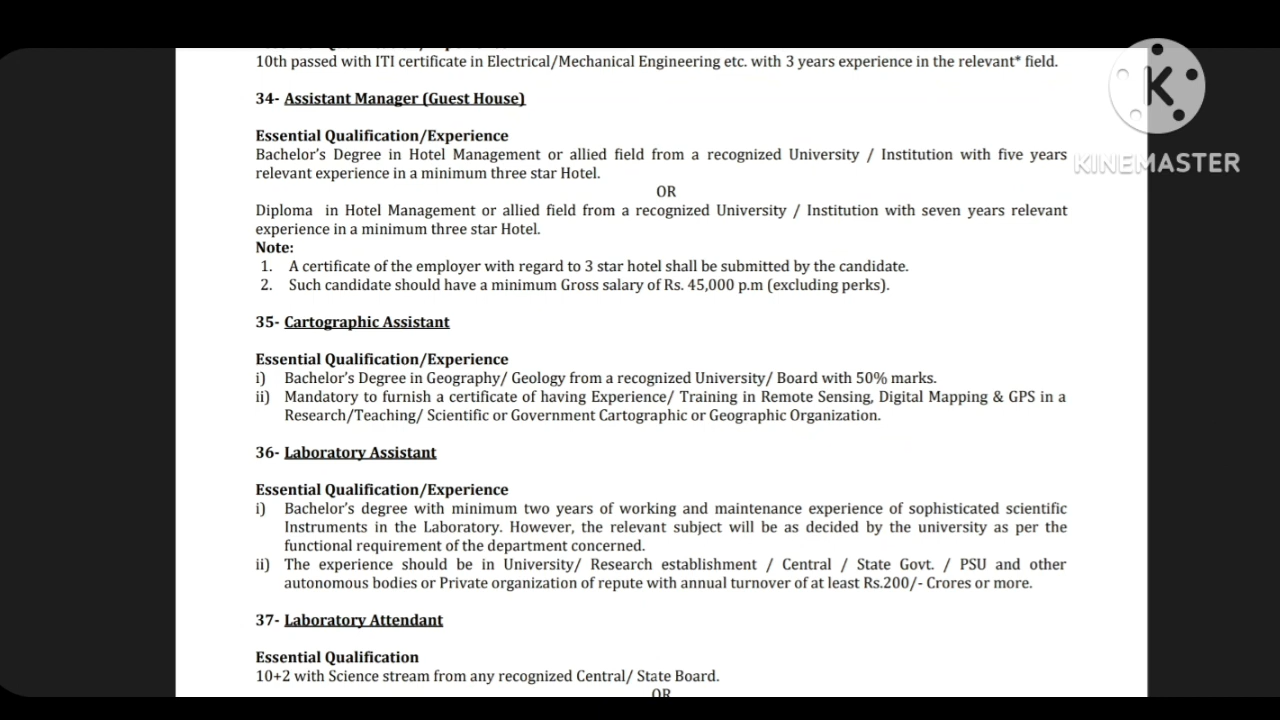 10th passed with ITI certificate in Electrical/Mechanical Engineering etc. with 3 years experience in the relevant* field.
34- Assistant Manager (Guest House)
Essential Qualification/Experience
Bachelor's Degree in Hotel Management or allied field from a recognized University / Institution with five years
relevant experience in a minimum three star Hotel.
OR
Diploma in Hotel Management or allied field from a recognized University / Institution with seven years relevant
experience in a minimum three star Hotel.
Note:
1. A certificate of the employer with regard to 3 star hotel shall be submitted by the candidate.
2. Such candidate should have a minimum Gross salary of Rs. 45,000 p.m (excluding perks).
35- Cartographic Assistant
Essential Qualification/Experience
i) Bachelor's Degree in Geography/ Geology from a recognized University/ Board with 50% marks.
ii) Mandatory to furnish a certificate of having Experience/ Training in Remote Sensing, Digital Mapping & GPS in a
Research/Teaching/ Scientific or Government Cartographic or Geographic Organization.
36- Laboratory Assistant
Essential Qualification/Experience
i) Bachelor's degree with minimum two years of working and maintenance experience of sophisticated scientific
Instruments in the Laboratory. However, the relevant subject will be as decided by the university as per the
functional requirement of the department concerned.
ii) The experience should be in University/ Research establishment / Central / State Govt. / PSU and other
autonomous bodies or Private organization of repute with annual turnover of at least Rs.200/- Crores or more.
37- Laboratory Attendant
Essential Qualification
10+2 with Science stream from any recognized Central/ State Board.
OR
K
KINEMASTER